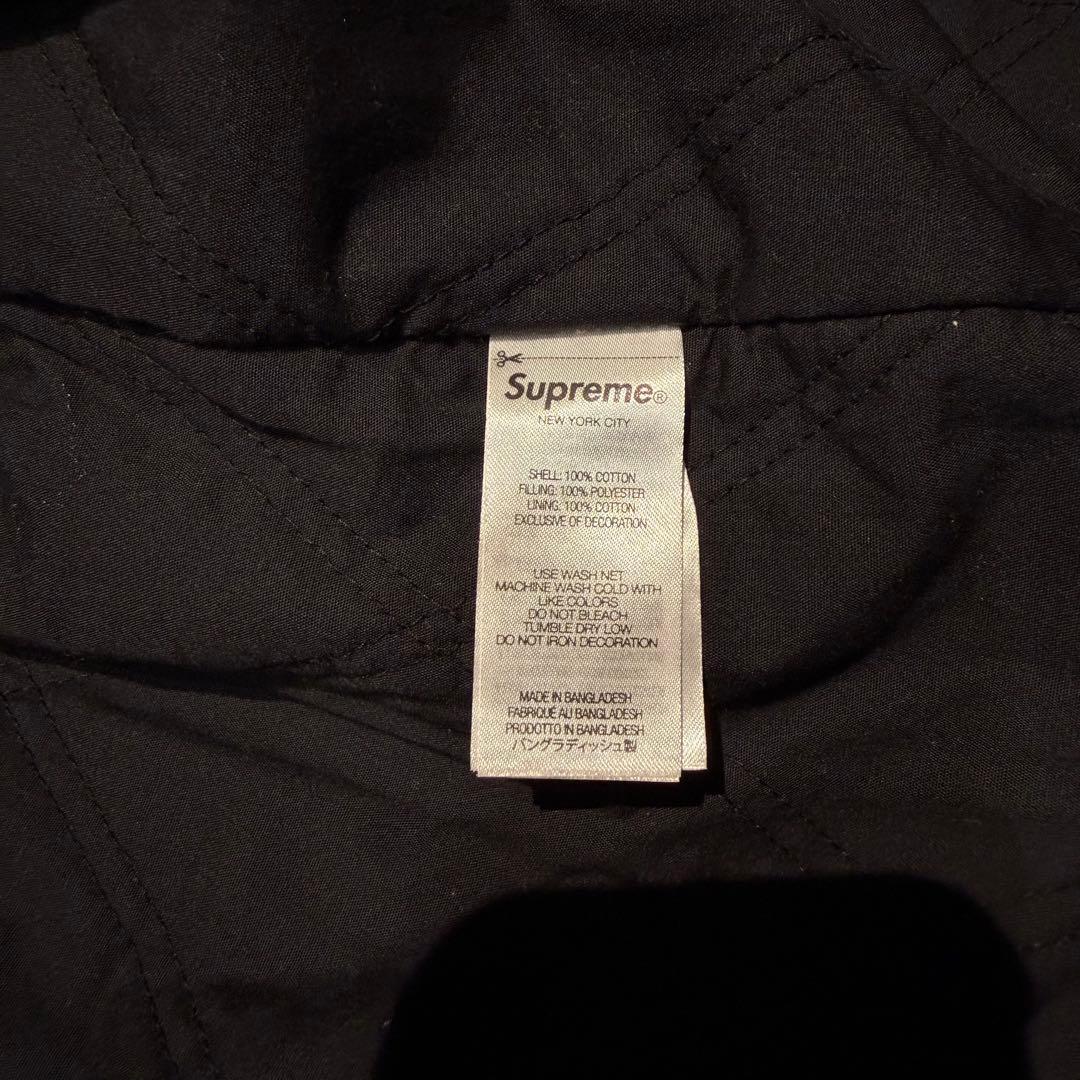 Supreme®
NEW YORK CITY
SHELL: 100% COTTON
FILLING: 100% POLYESTER
LINING: 100% COTTON
EXCLUSIVE OF DECORATION
USE WASH NET
MACHINE WASH COLD WITH
LIKE COLORS
DO NOT BLEACH
TUMBLE DRY LOW
DO NOT IRON DECORATION
MADE IN BANGLADESH
FABRIQUÉ AU BANGLADESH
PRODOTTO IN BANGLADESH
バングラディッシュ製